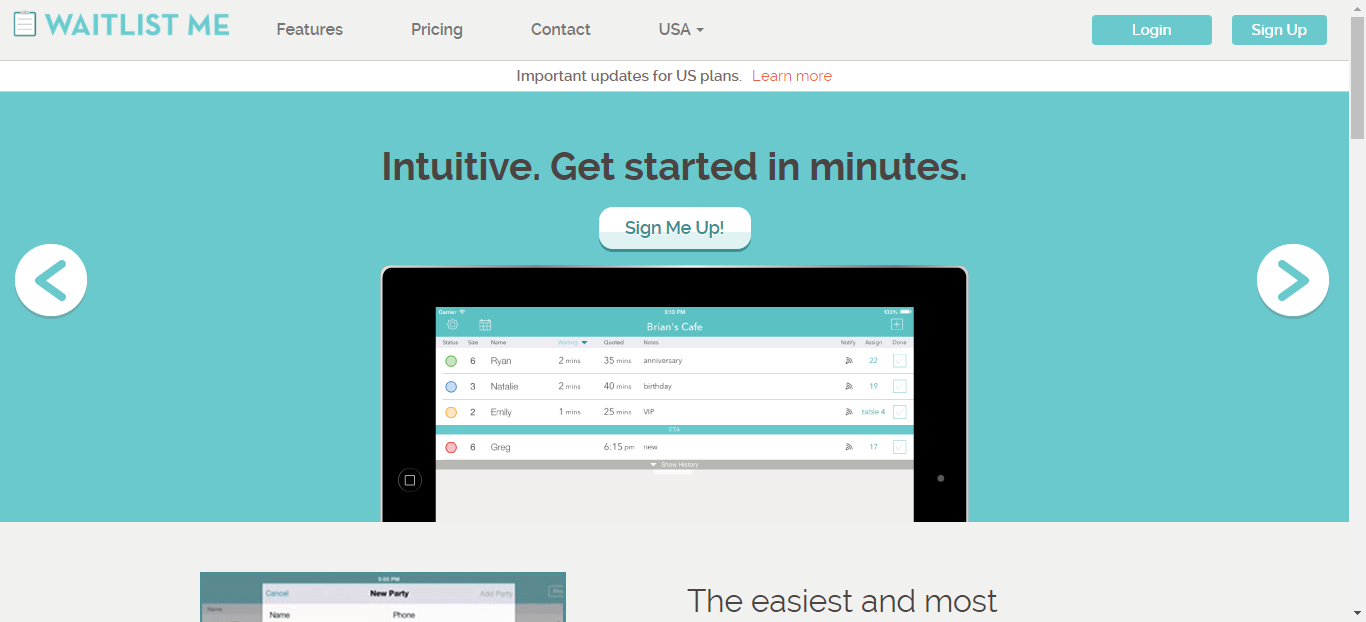 WAITLIST ME
Features
Pricing
Contact
USA
Login
Sign Up
Important updates for US plans. Learn more
Intuitive. Get started in minutes.
Sign Me Up!
Carrier 3:13 PM 100%
Brian's Cafe
Status Size Name Waiting Quoted Notes Notify Assign Done
6 Ryan 2 mins 35 mins anniversary 22
3 Natalie 2 mins 40 mins birthday 19
2 Emily 1 mins 25 mins VIP table 4
ETA
6 Greg 6:15 pm new 17
Show History
5:05 PM
Cancel New Party Add Party
Name
Name Phone
The easiest and most